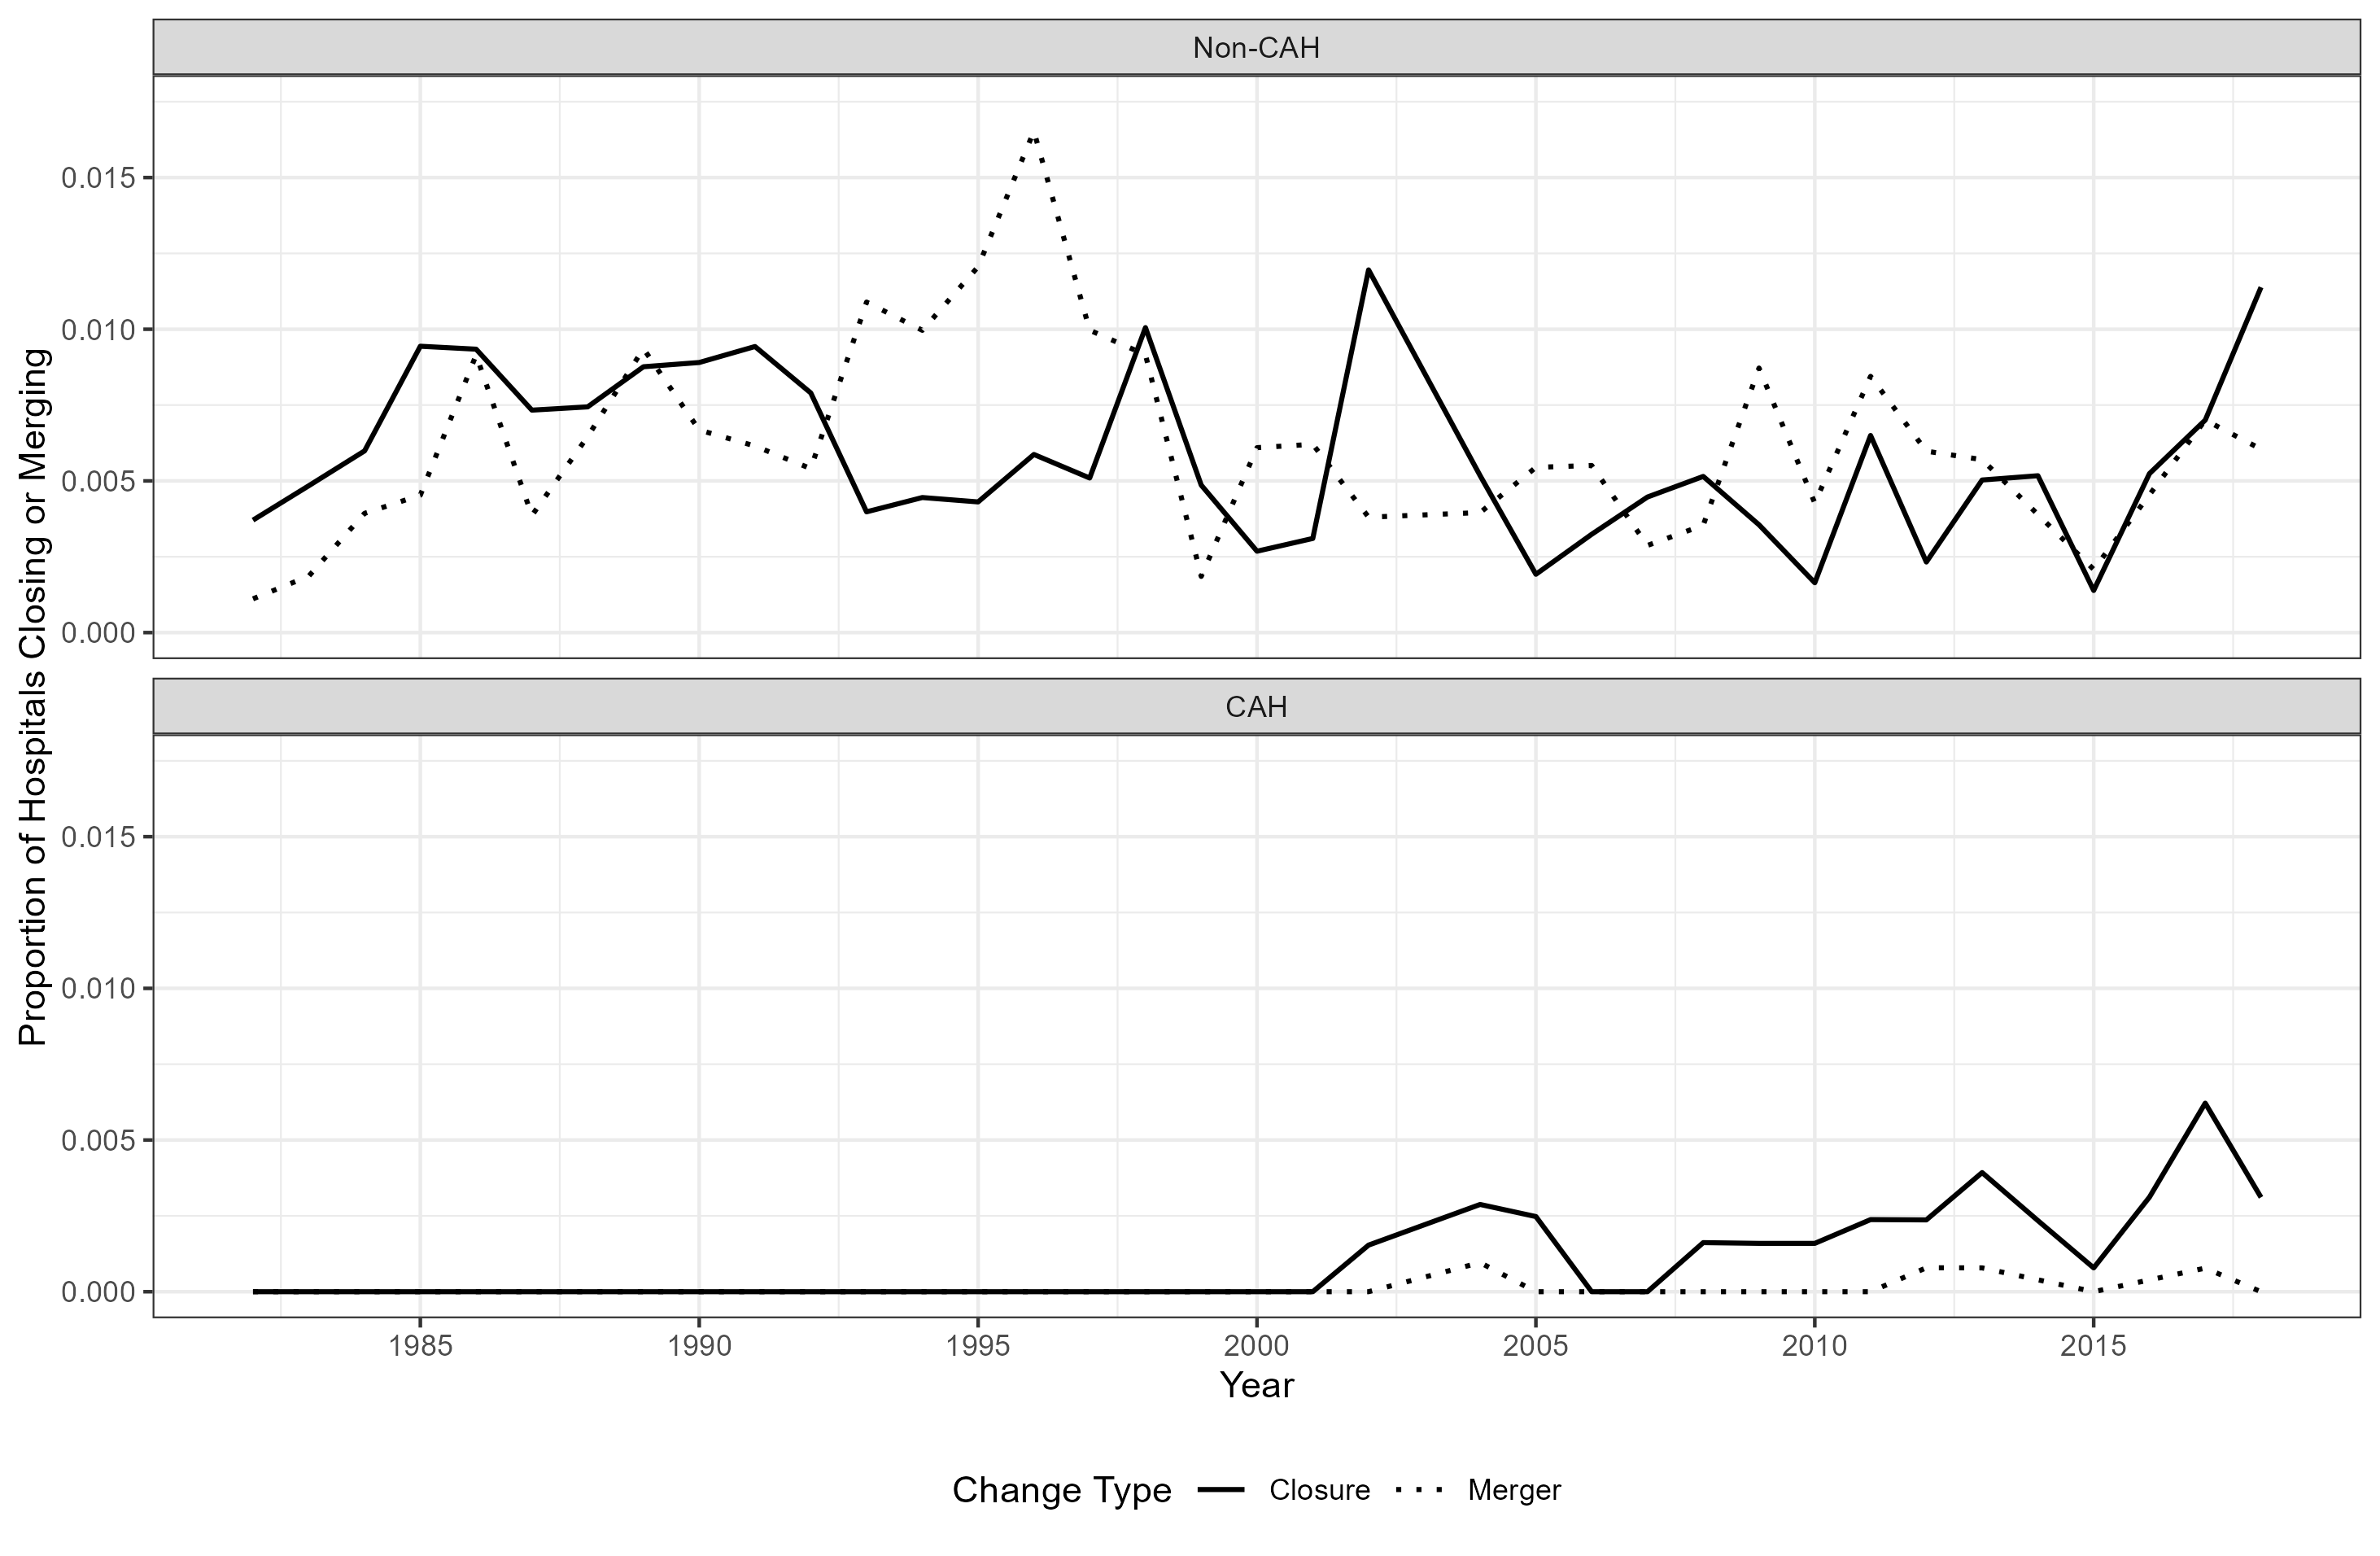 Non-CAH
Proportion of Hospitals Closing or Merging
0.015
0.010
0.005
0.000
CAH
0.015
0.010
0.005
0.000
1985 1990 1995 2000 2005 2010 2015
Year
Change Type Closure Merger